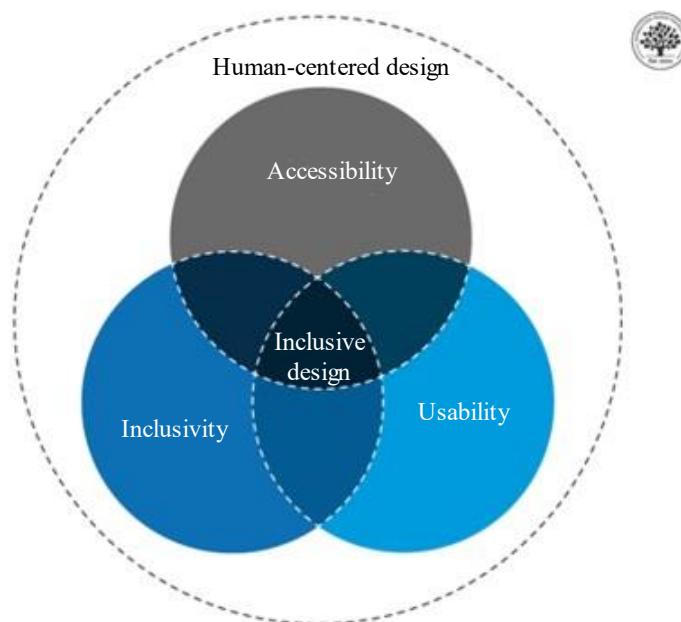 Human-centered design
Accessibility
Inclusive
design
Inclusivity
Usability